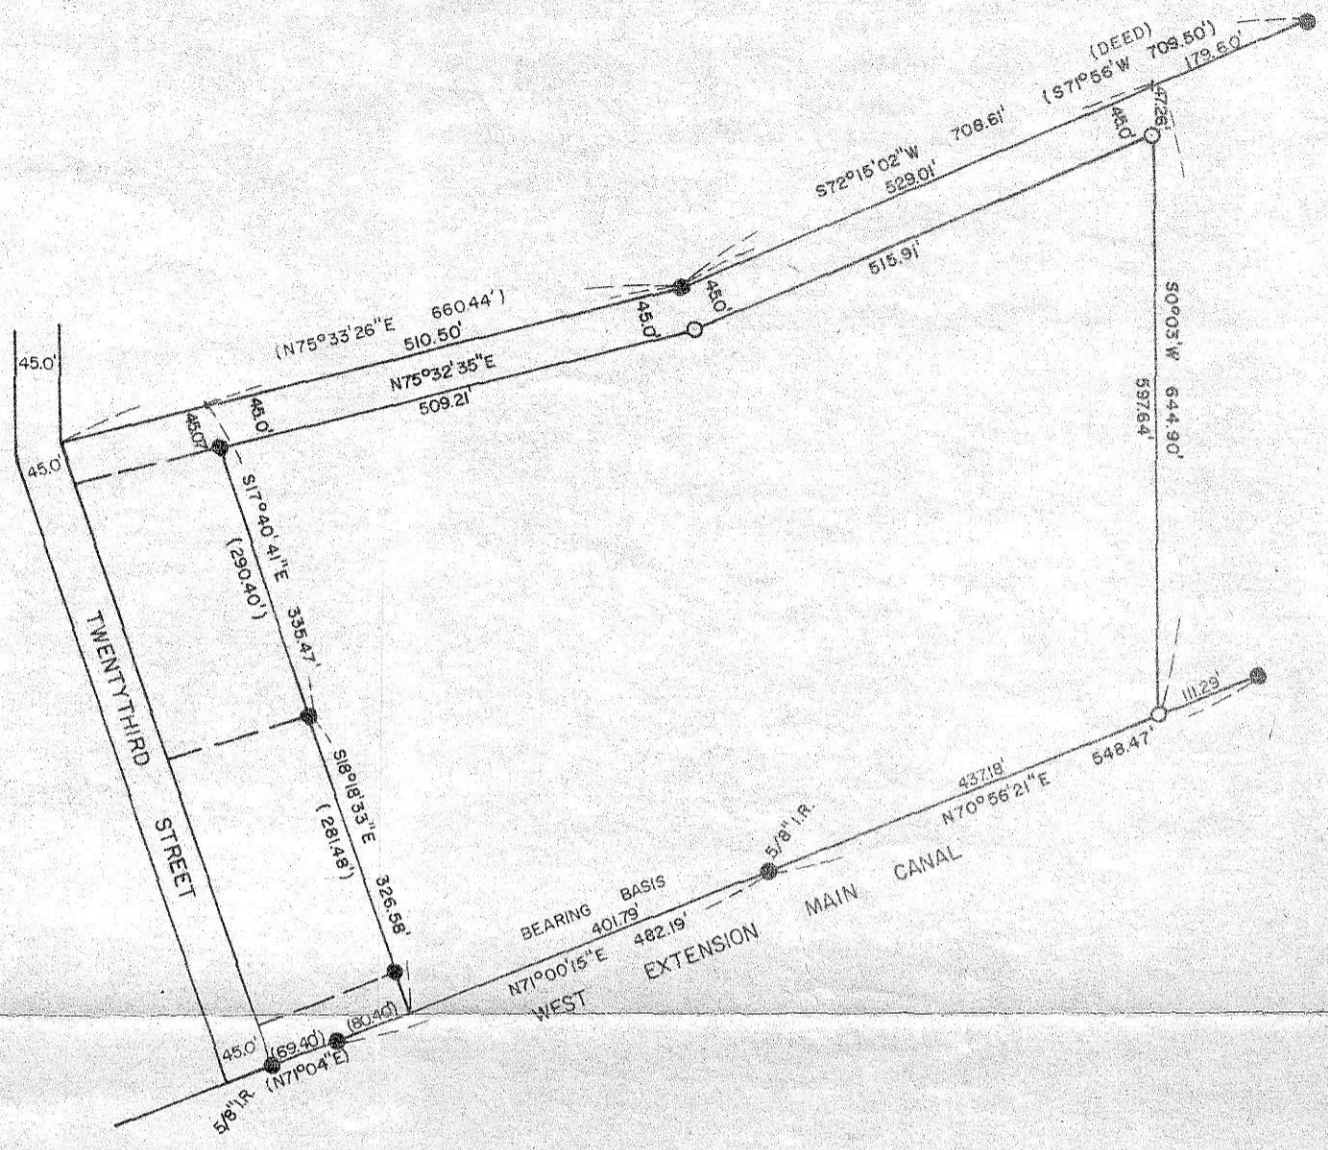 (DEED)
(S71°56'W 709.50')
179.60'
47.26'
45.0'
S72°15'02"W 708.61'
529.01'
515.91'
45.0'
45.0'
(N75°33'26"E 660.44')
510.50'
N75°32'35"E
509.21'
45.0'
45.0'
45.07'
45.0'
S0°03'W 644.90'
597.64'
S17°40'41"E 335.47'
(290.40')
TWENTYTHIRD STREET
S18°18'33"E 326.58'
(281.48')
111.29'
437.18'
N70°56'21"E 548.47'
5/8" I.R.
BEARING BASIS
401.79'
N71°00'15"E 482.19'
WEST EXTENSION MAIN CANAL
(80.40')
(69.40')
45.0'
(N71°04"E)
5/8" I.R.